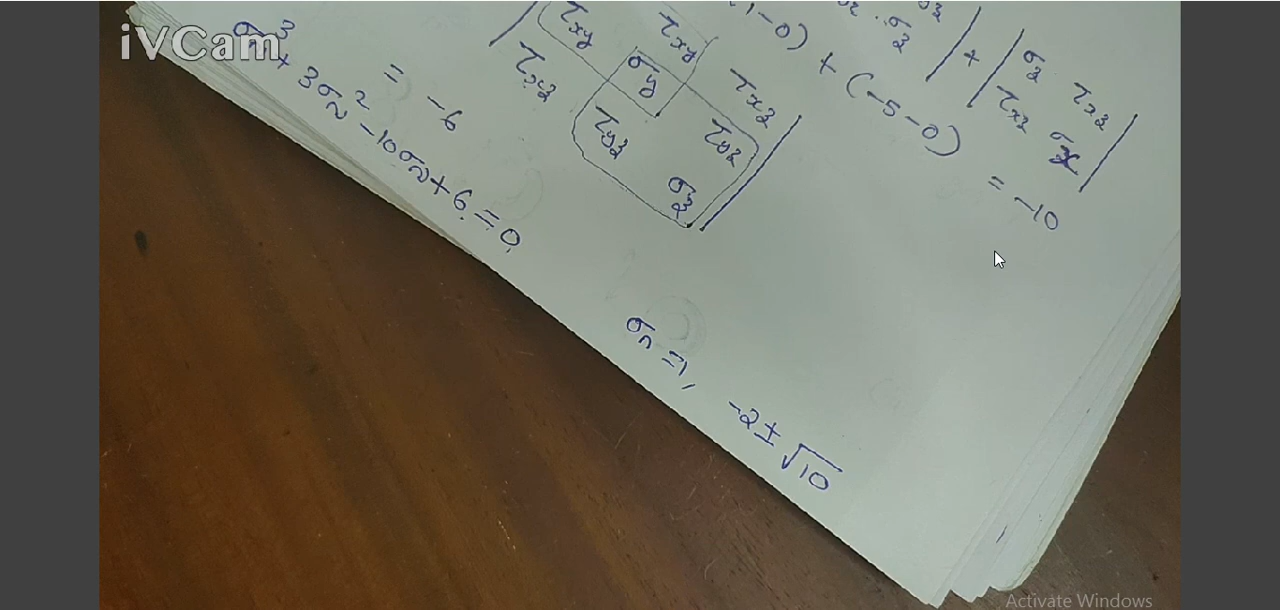 iVCam
σz τxz
τxz σx
+
(-5-0)
= -10
τxy τxy τxz
τxz σy τyz
τyz σz
= -6
σn³ + 3σn² - 10σn + 6 = 0
σn = 1, -2 ± √10
Activate Windows